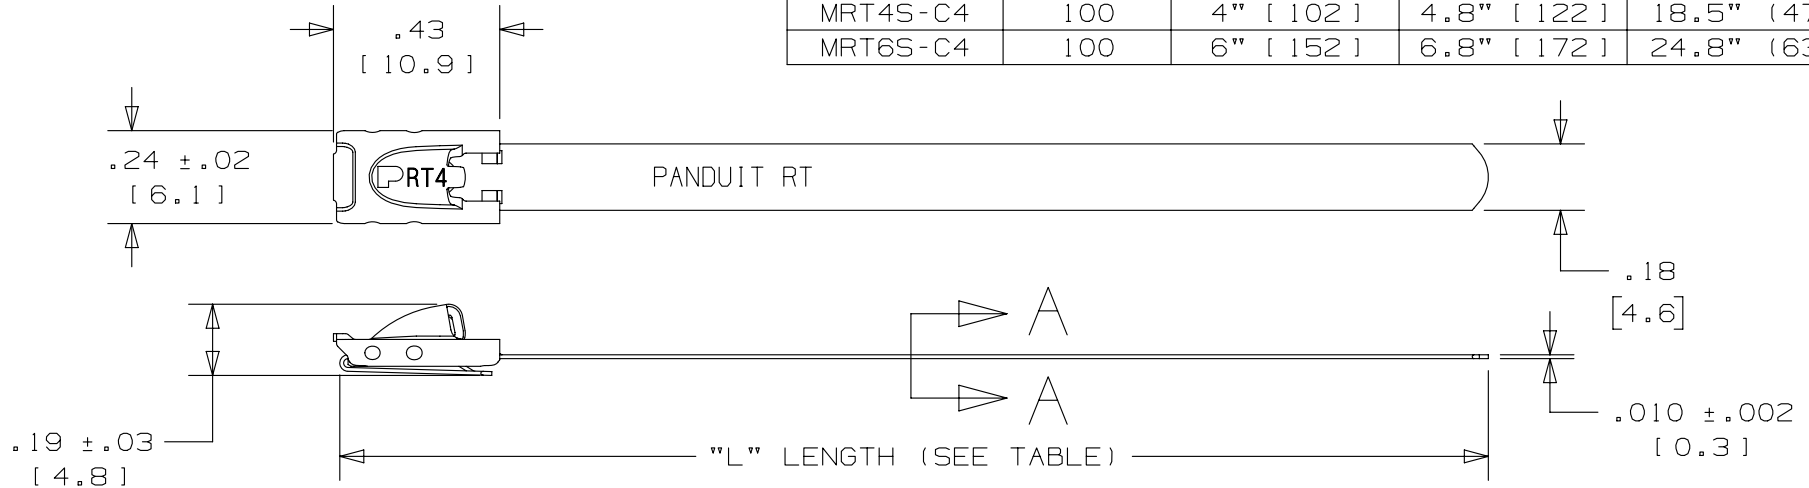 MRT4S-C4 100 4" [102] 4.8" [122] 18.5"
MRT6S-C4 100 6" [152] 6.8" [172] 24.8"
.43
[10.9]
.24 ±.02
[6.1]
PRT4
PANDUIT RT
.18
[4.6]
A
A
.19 ±.03
[4.8]
"L" LENGTH (SEE TABLE)
.010 ±.002
[0.3]